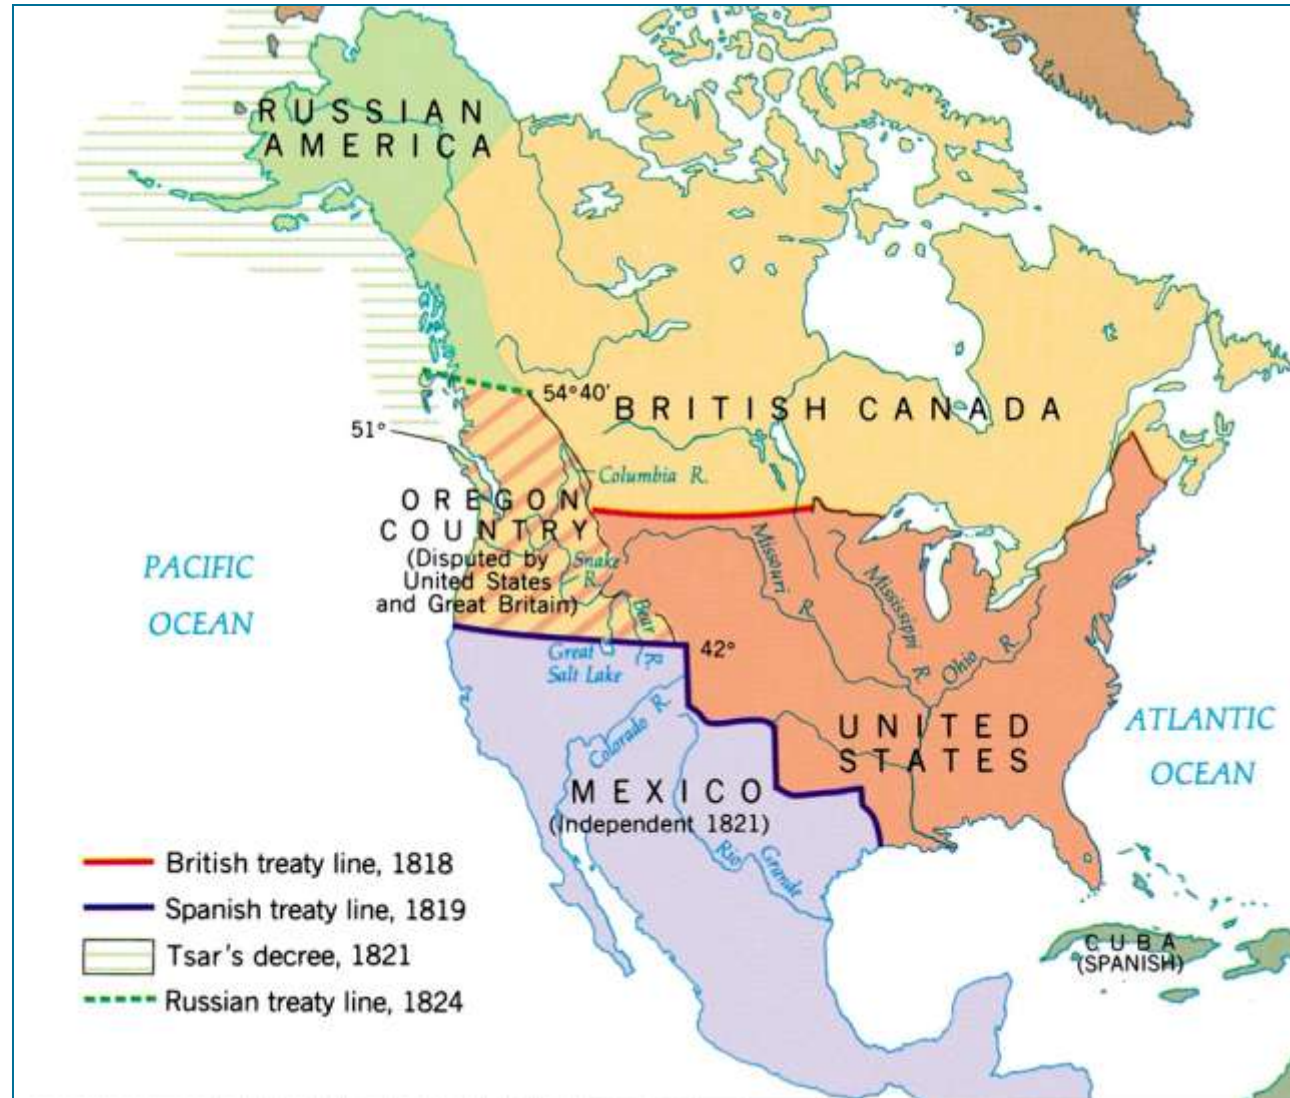 RUSSIAN
AMERICA
54°40'
BRITISH CANADA
51°
Columbia R.
OREGON
COUNTRY
(Disputed by
United States
and Great Britain)
Snake
R.
Missouri R.
Mississippi R.
Ohio R.
Bear
R.
PACIFIC
OCEAN
Great
Salt Lake
42°
Colorado R.
UNITED
STATES
ATLANTIC
OCEAN
MEXICO
(Independent 1821)
Rio Grande
CUBA
(SPANISH)
British treaty line, 1818
Spanish treaty line, 1819
Tsar's decree, 1821
Russian treaty line, 1824